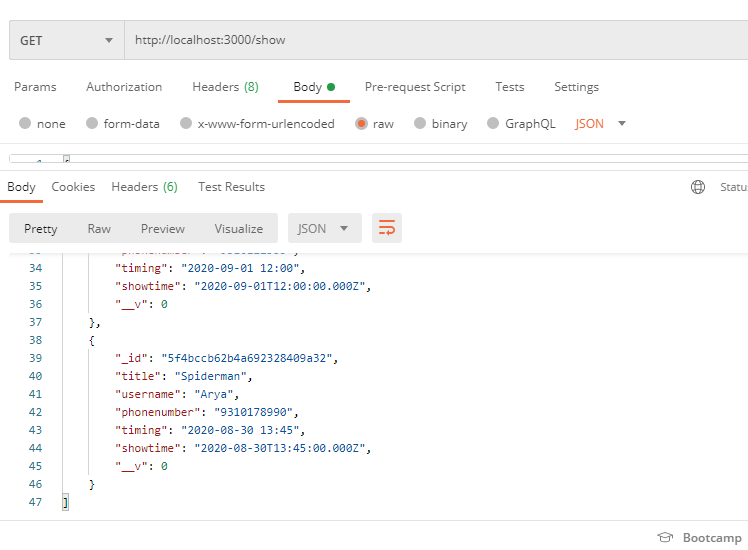 GET http://localhost:3000/show
Params Authorization Headers (8) Body Pre-request Script Tests Settings
none form-data x-www-form-urlencoded raw binary GraphQL JSON
Body Cookies Headers (6) Test Results Statu
Pretty Raw Preview Visualize JSON
34 "timing": "2020-09-01 12:00",
35 "showtime": "2020-09-01T12:00:00.000Z",
36 "__v": 0
37 },
38 {
39 "_id": "5f4bccb62b4a692328409a32",
40 "title": "Spiderman",
41 "username": "Arya",
42 "phonenumber": "9310178990",
43 "timing": "2020-08-30 13:45",
44 "showtime": "2020-08-30T13:45:00.000Z",
45 "__v": 0
46 }
47 ]
Bootcamp